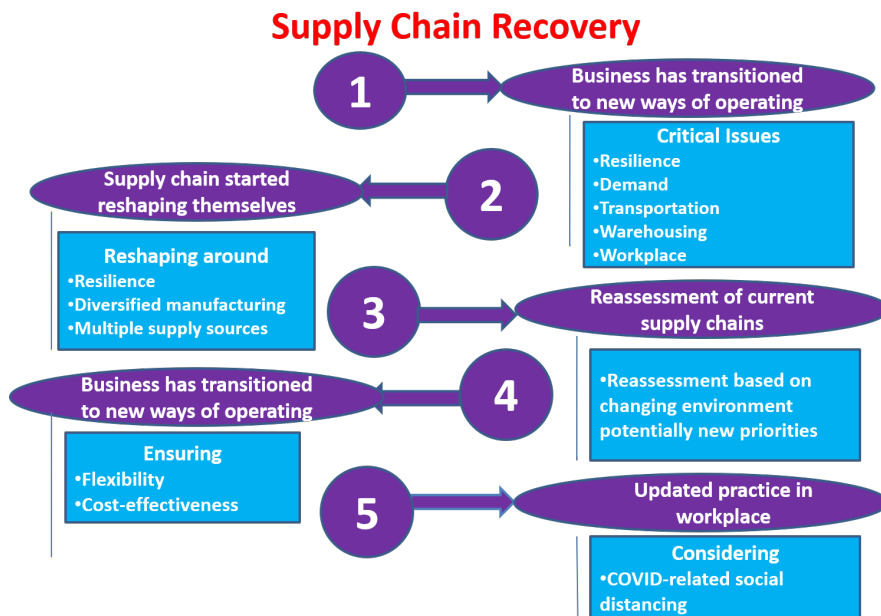 Supply Chain Recovery
1
Business has transitioned
to new ways of operating
Critical Issues
•Resilience
•Demand
•Transportation
•Warehousing
•Workplace
2
Supply chain started
reshaping themselves
Reshaping around
•Resilience
•Diversified manufacturing
•Multiple supply sources
3
Reassessment of current
supply chains
•Reassessment based on
changing environment
potentially new priorities
4
Business has transitioned
to new ways of operating
Ensuring
•Flexibility
•Cost-effectiveness
5
Updated practice in
workplace
Considering
•COVID-related social
distancing